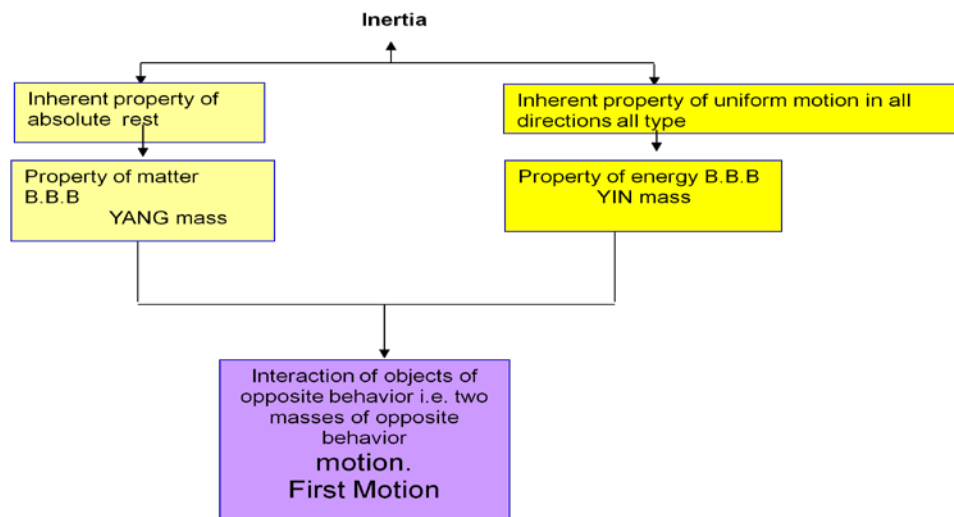 Inertia
Inherent property of
absolute rest
Inherent property of uniform motion in all
directions all type
Property of matter
B.B.B
YANG mass
Property of energy B.B.B
YIN mass
Interaction of objects of
opposite behavior i.e. two
masses of opposite
behavior
motion.
First Motion